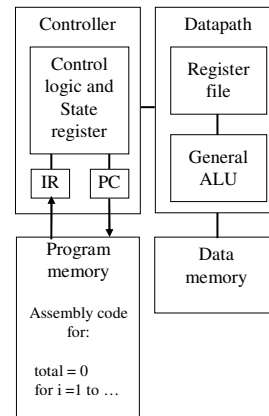 Controller
Control
logic and
State
register
IR
PC
Datapath
Register
file
General
ALU
Program
memory
Assembly code
for:
total = 0
for i =1 to …
Data
memory